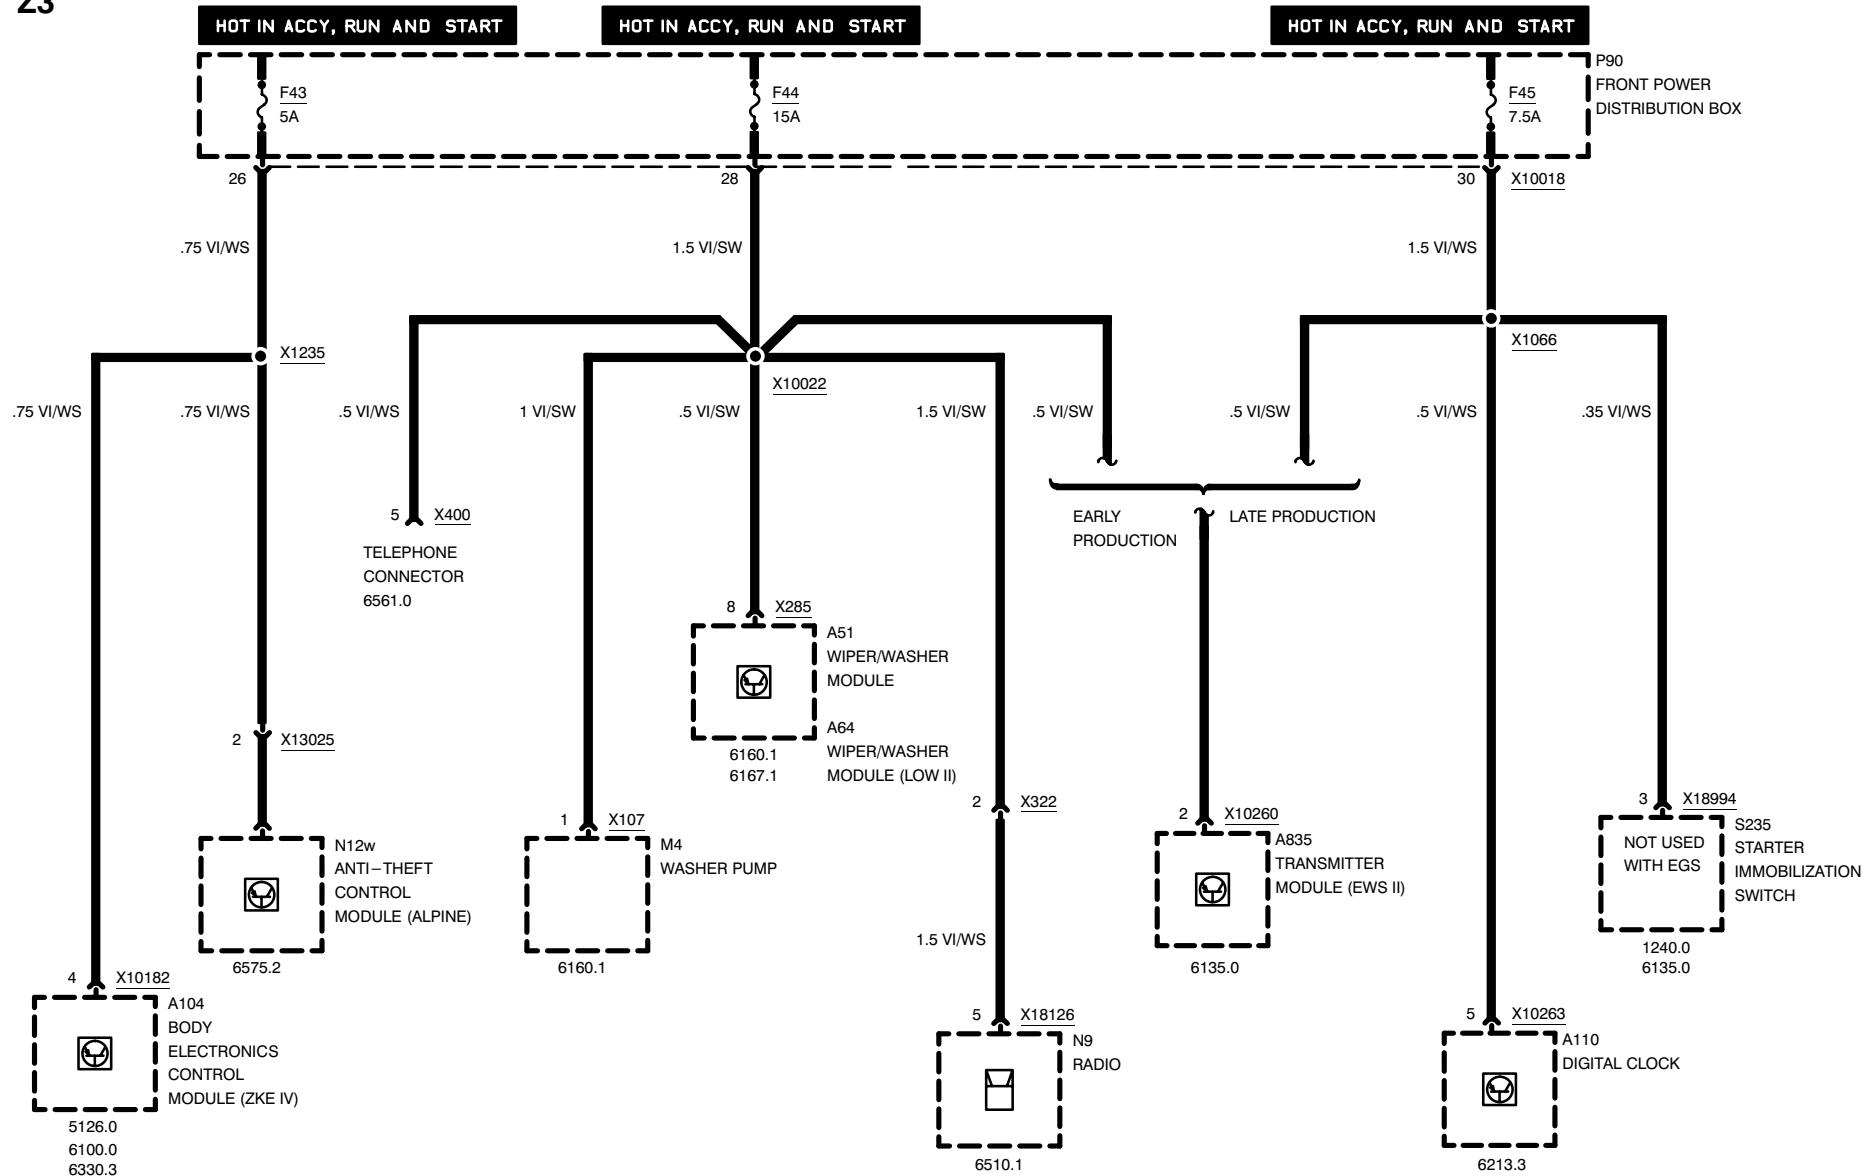 Z3
HOT IN ACCY, RUN AND START
HOT IN ACCY, RUN AND START
HOT IN ACCY, RUN AND START
F43
5A
F44
15A
F45
7.5A
P90
FRONT POWER
DISTRIBUTION BOX
26
28
30
X10018
.75 VI/WS
1.5 VI/SW
1.5 VI/WS
X1235
X10022
X1066
.75 VI/WS
.75 VI/WS
.5 VI/WS
1 VI/SW
.5 VI/SW
1.5 VI/SW
.5 VI/SW
.5 VI/SW
.5 VI/WS
.35 VI/WS
5
X400
TELEPHONE
CONNECTOR
6561.0
EARLY
PRODUCTION
LATE PRODUCTION
8
X285
A51
WIPER/WASHER
MODULE
A64
WIPER/WASHER
MODULE (LOW II)
6160.1
6167.1
2
X13025
N12w
ANTI−THEFT
CONTROL
MODULE (ALPINE)
6575.2
1
X107
M4
WASHER PUMP
6160.1
2
X322
1.5 VI/WS
2
X10260
A835
TRANSMITTER
MODULE (EWS II)
6135.0
3
X18994
NOT USED
WITH EGS
S235
STARTER
IMMOBILIZATION
SWITCH
1240.0
6135.0
4
X10182
A104
BODY
ELECTRONICS
CONTROL
MODULE (ZKE IV)
5126.0
6100.0
6330.3
5
X18126
N9
RADIO
6510.1
5
X10263
A110
DIGITAL CLOCK
6213.3